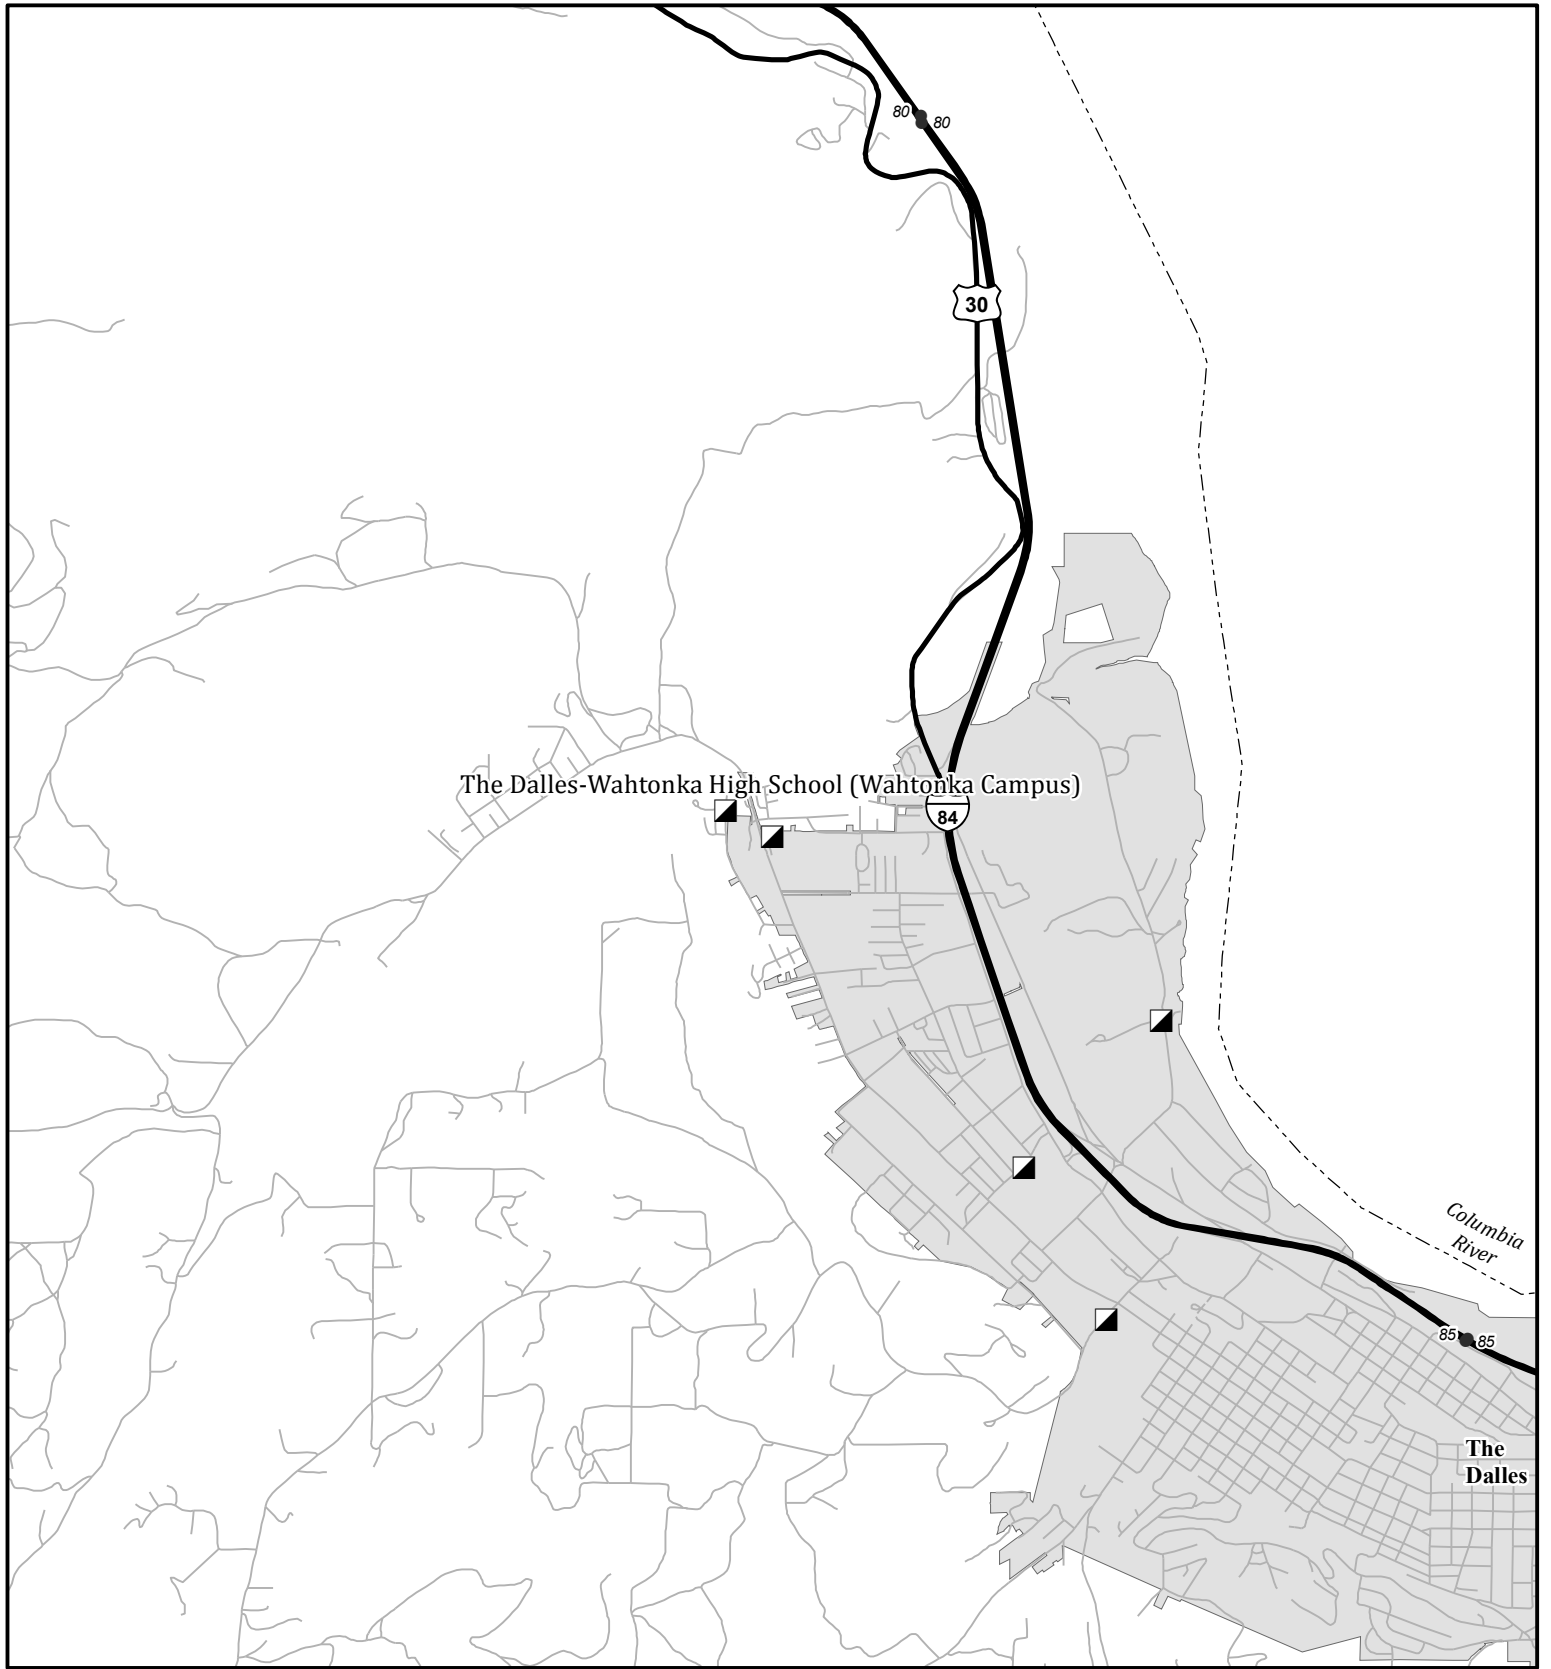 80
80
30
The Dalles-Wahtonka High School (Wahtonka Campus)
84
Columbia
River
85
85
The
Dalles